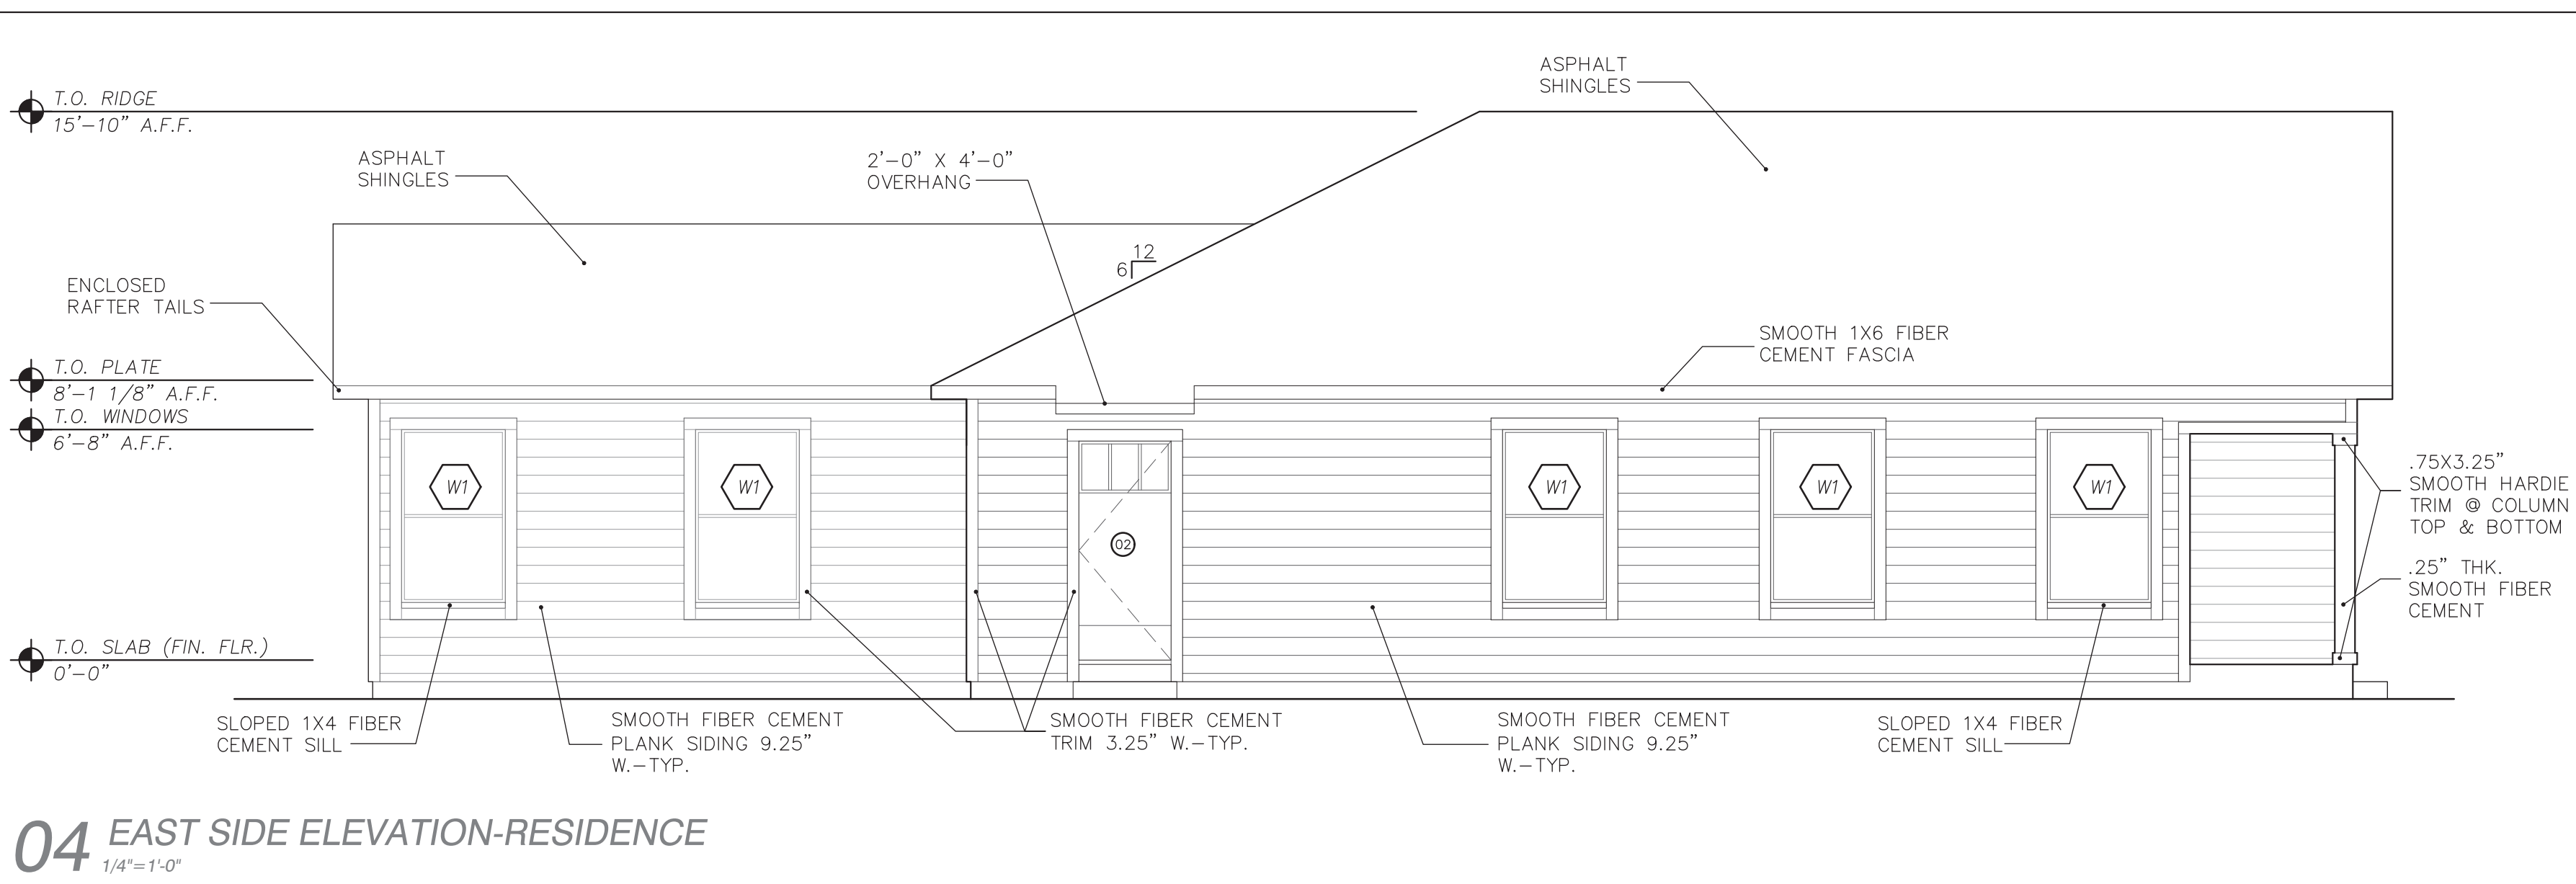 ASPHALT
SHINGLES
T.O. RIDGE
15’–10” A.F.F.
ASPHALT
SHINGLES
2’–0” X 4’–0”
OVERHANG
12
6
ENCLOSED
RAFTER TAILS
SMOOTH 1X6 FIBER
CEMENT FASCIA
T.O. PLATE
8’–1 1/8” A.F.F.
T.O. WINDOWS
6’–8” A.F.F.
W1
W1
W1
W1
W1
02
.75X3.25”
SMOOTH HARDIE
TRIM @ COLUMN
TOP & BOTTOM
.25” THK.
SMOOTH FIBER
CEMENT
T.O. SLAB (FIN. FLR.)
0’–0”
SLOPED 1X4 FIBER
CEMENT SILL
SMOOTH FIBER CEMENT
PLANK SIDING 9.25”
W.–TYP.
SMOOTH FIBER CEMENT
TRIM 3.25” W.–TYP.
SMOOTH FIBER CEMENT
PLANK SIDING 9.25”
W.–TYP.
SLOPED 1X4 FIBER
CEMENT SILL
04 EAST SIDE ELEVATION-RESIDENCE
1/4"=1'-0"